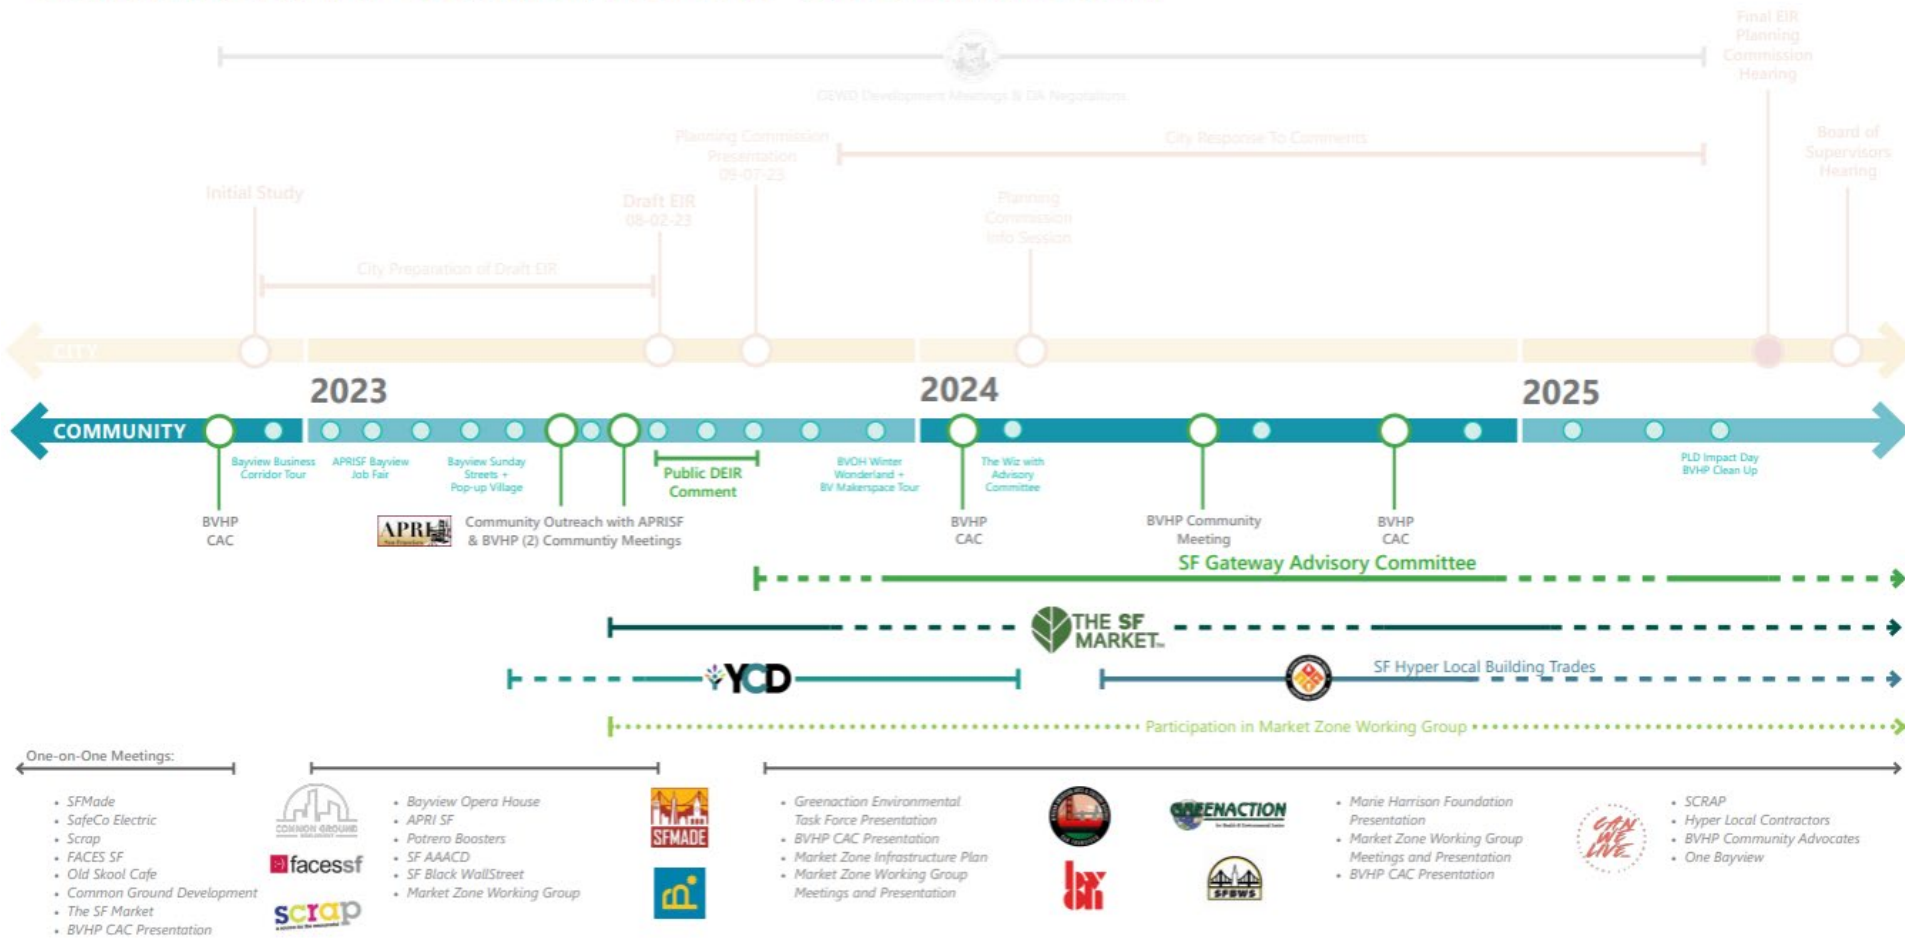 Final EIR
Planning
Commission
Hearing
OEWD Development Meetings & DA Negotiations
Planning Commission
Presentation
09-07-23
City Response To Comments
Board of
Supervisors
Hearing
Initial Study
Draft EIR
08-02-23
Planning
Commission
Info Session
City Preparation of Draft EIR
CITY
2023
2024
2025
COMMUNITY
Bayview Business
Corridor Tour
APRISF Bayview
Job Fair
Bayview Sunday
Streets +
Pop-up Village
Public DEIR
Comment
BVOH Winter
Wonderland +
BV Makerspace Tour
The Wiz with
Advisory
Committee
PLD Impact Day
BVHP Clean Up
BVHP
CAC
APRI
San Francisco
Community Outreach with APRISF
& BVHP (2) Communtiy Meetings
BVHP
CAC
BVHP Community
Meeting
BVHP
CAC
SF Gateway Advisory Committee
THE SF
MARKET
YCD
SF Hyper Local Building Trades
Participation in Market Zone Working Group
One-on-One Meetings:
• SFMade
• SafeCo Electric
• Scrap
• FACES SF
• Old Skool Cafe
• Common Ground Development
• The SF Market
• BVHP CAC Presentation
COMMON GROUND
facessf
scrap
• Bayview Opera House
• APRI SF
• Potrero Boosters
• SF AAACD
• SF Black WallStreet
• Market Zone Working Group
SFMADE
• Greenaction Environmental
Task Force Presentation
• BVHP CAC Presentation
• Market Zone Infrastructure Plan
• Market Zone Working Group
Meetings and Presentation
GREENACTION
for Health & Environmental Justice
SFBWS
• Marie Harrison Foundation
Presentation
• Market Zone Working Group
Meetings and Presentation
• BVHP CAC Presentation
CAN
WE
LIVE
• SCRAP
• Hyper Local Contractors
• BVHP Community Advocates
• One Bayview